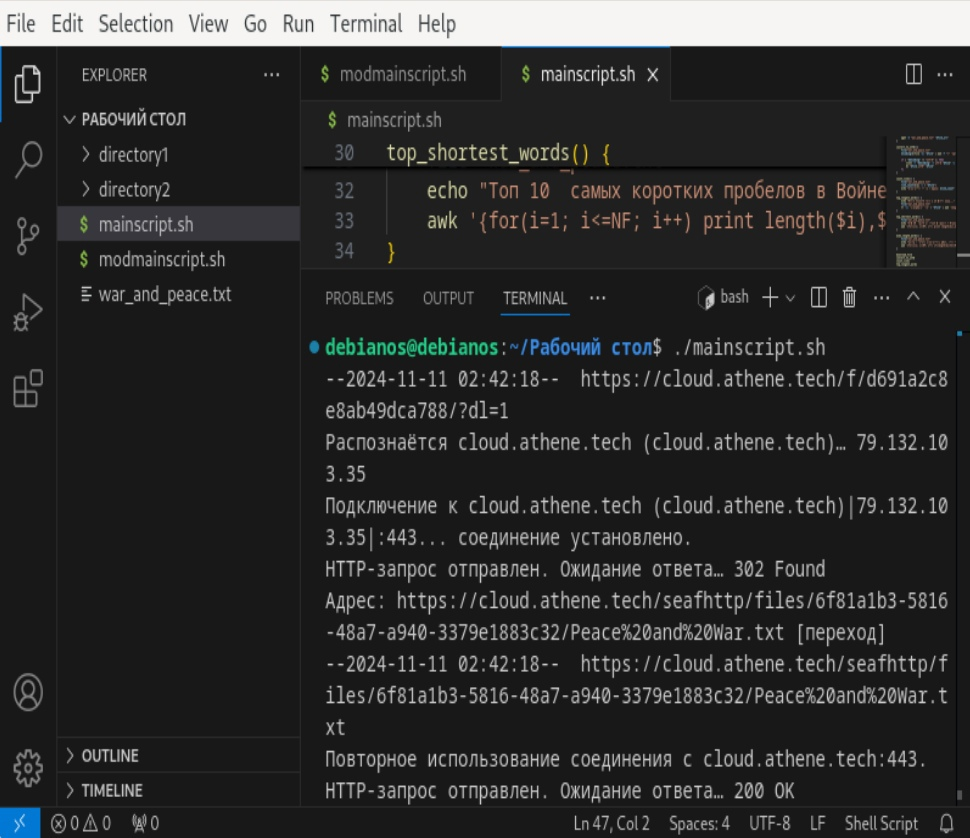 File Edit Selection View Go Run Terminal Help
EXPLORER
РАБОЧИЙ СТОЛ
directory1
directory2
$ mainscript.sh
$ modmainscript.sh
war_and_peace.txt
OUTLINE
TIMELINE
$ modmainscript.sh $ mainscript.sh
$ mainscript.sh
30 top_shortest_words() {
32 echo "Топ 10 самых коротких пробелов в Войне
33 awk '{for(i=1; i<=NF; i++) print length($i),$
34 }
PROBLEMS OUTPUT TERMINAL ... bash
debianos@debianos:~/Рабочий стол$ ./mainscript.sh
--2024-11-11 02:42:18-- https://cloud.athene.tech/f/d691a2c8
e8ab49dca788/?dl=1
Распознаётся cloud.athene.tech (cloud.athene.tech)… 79.132.10
3.35
Подключение к cloud.athene.tech (cloud.athene.tech)|79.132.10
3.35|:443... соединение установлено.
HTTP-запрос отправлен. Ожидание ответа… 302 Found
Адрес: https://cloud.athene.tech/seafhttp/files/6f81a1b3-5816
-48a7-a940-3379e1883c32/Peace%20and%20War.txt [переход]
--2024-11-11 02:42:18-- https://cloud.athene.tech/seafhttp/f
iles/6f81a1b3-5816-48a7-a940-3379e1883c32/Peace%20and%20War.t
xt
Повторное использование соединения с cloud.athene.tech:443.
HTTP-запрос отправлен. Ожидание ответа… 200 OK
0 0 0 Ln 47, Col 2 Spaces: 4 UTF-8 LF Shell Script